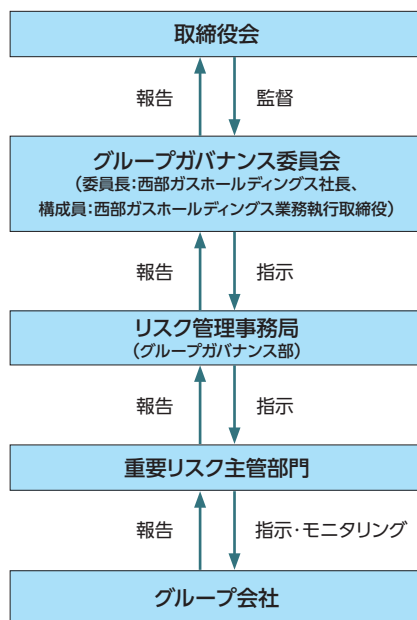 取締役会
報告
監督
グループガバナンス委員会
(委員長:西部ガスホールディングス社長、
構成員:西部ガスホールディングス業務執行取締役)
報告
指示
リスク管理事務局
(グループガバナンス部)
報告
指示
重要リスク主管部門
報告
指示・モニタリング
グループ会社